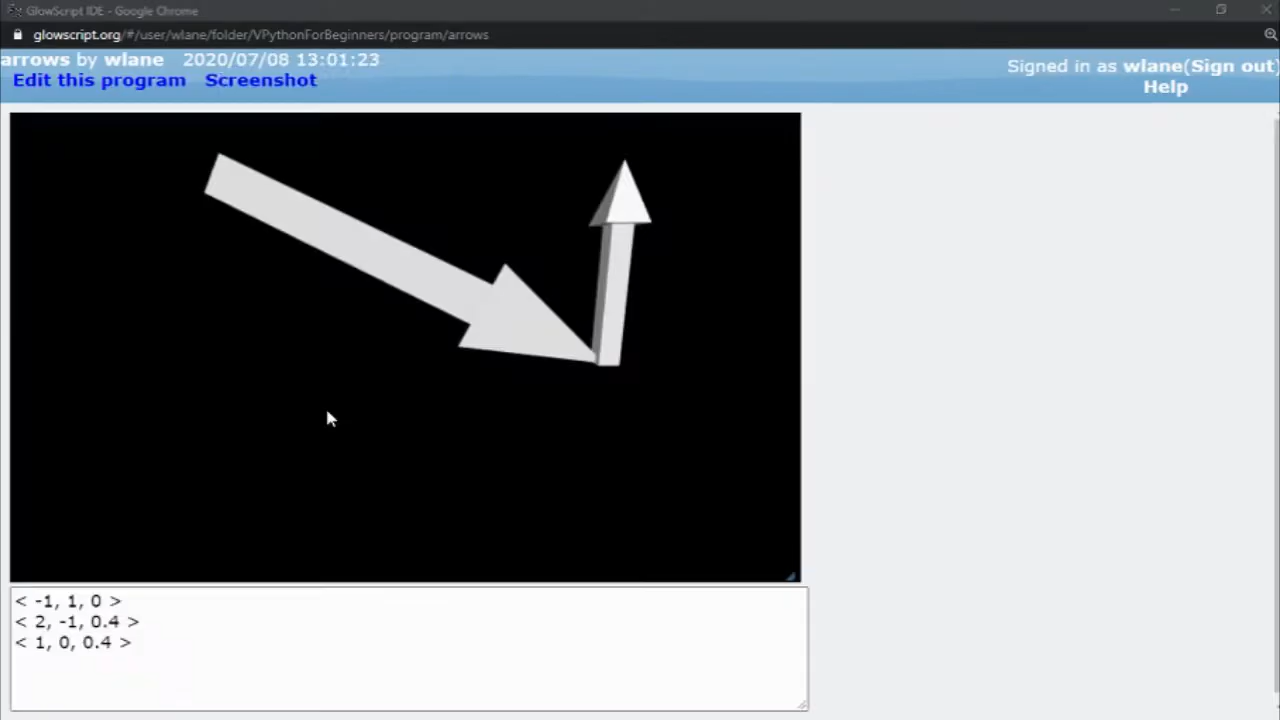 GlowScript IDE - Google Chrome
glowscript.org/#/user/wlane/folder/VPythonForBeginners/program/arrows
arrows by wlane 2020/07/08 13:01:23
Signed in as wlane(Sign out)
Edit this program Screenshot
Help
< -1, 1, 0 >
< 2, -1, 0.4 >
< 1, 0, 0.4 >